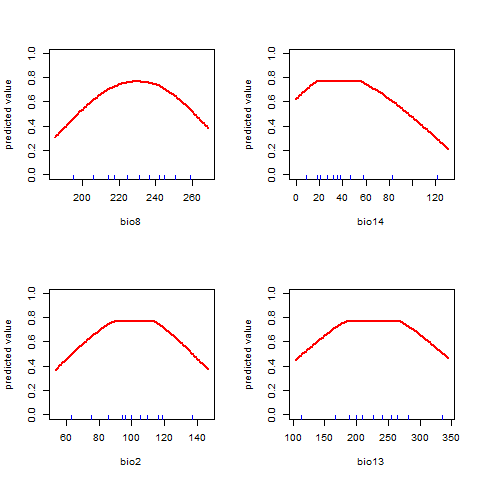 predicted value
0.0 0.2 0.4 0.6 0.8 1.0
200 220 240 260
bio8
predicted value
0.0 0.2 0.4 0.6 0.8 1.0
0 20 40 60 80 120
bio14
predicted value
0.0 0.2 0.4 0.6 0.8 1.0
60 80 100 120 140
bio2
predicted value
0.0 0.2 0.4 0.6 0.8 1.0
100 150 200 250 300 350
bio13